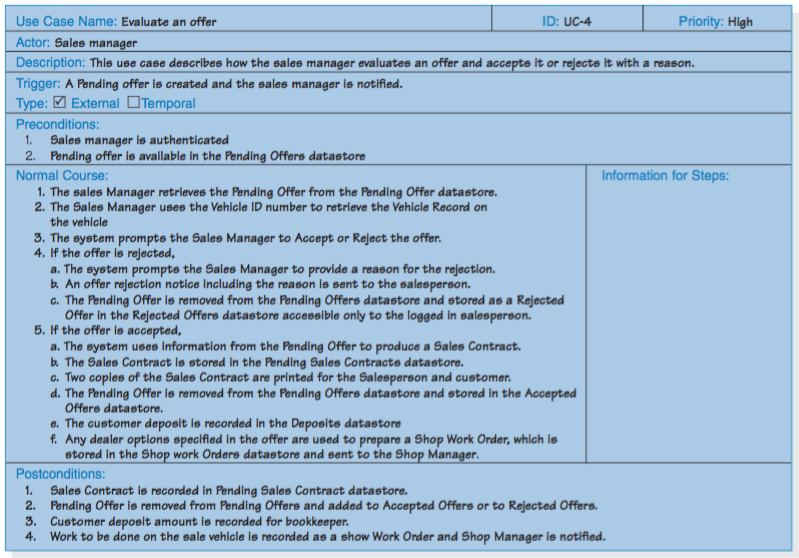 Use Case Name: Evaluate an offer ID: UC-4 Priority: High
Actor: Sales manager
Description: This use case describes how the sales manager evaluates an offer and accepts it or rejects it with a reason.
Trigger: A Pending offer is created and the sales manager is notified.
Type: External Temporal
Preconditions:
1. Sales manager is authenticated
2. Pending offer is available in the Pending Offers datastore
Normal Course: Information for Steps:
1. The sales Manager retrieves the Pending Offer from the Pending Offer datastore.
2. The Sales Manager uses the Vehicle ID number to retrieve the Vehicle Record on
the vehicle
3. The system prompts the Sales Manager to Accept or Reject the offer.
4. If the offer is rejected,
a. The system prompts the Sales Manager to provide a reason for the rejection.
b. An offer rejection notice including the reason is sent to the salesperson.
c. The Pending Offer is removed from the Pending Offers datastore and stored as a Rejected
Offer in the Rejected Offers datastore accessible only to the logged in salesperson.
5. If the offer is accepted,
a. The system uses information from the Pending Offer to produce a Sales Contract.
b. The Sales Contract is stored in the Pending Sales Contracts datastore.
c. Two copies of the Sales Contract are printed for the Salesperson and customer.
d. The Pending Offer is removed from the Pending Offers datastore and stored in the Accepted
Offers datastore.
e. The customer deposit is recorded in the Deposits datastore
f. Any dealer options specified in the offer are used to prepare a Shop Work Order, which is
stored in the Shop work Orders datastore and sent to the Shop Manager.
Postconditions:
1. Sales Contract is recorded in Pending Sales Contract datastore.
2. Pending Offer is removed from Pending Offers and added to Accepted Offers or to Rejected Offers.
3. Customer deposit amount is recorded for bookkeeper.
4. Work to be done on the sale vehicle is recorded as a show Work Order and Shop Manager is notified.